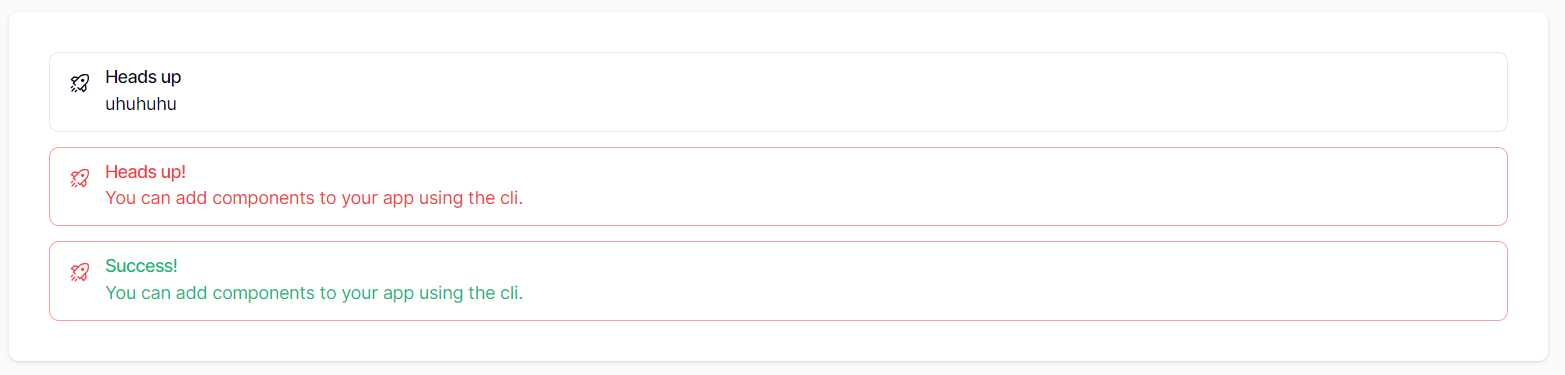 Heads up
uhuhuhu
Heads up!
You can add components to your app using the cli.
Success!
You can add components to your app using the cli.